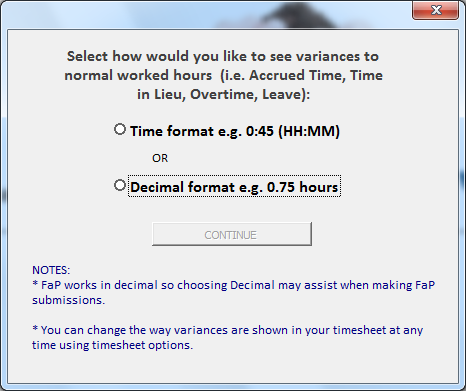 Select how would you like to see variances to
normal worked hours  (i.e. Accrued Time, Time
in Lieu, Overtime, Leave):
Time format e.g. 0:45 (HH:MM)
OR
Decimal format e.g. 0.75 hours
CONTINUE
NOTES:
* FaP works in decimal so choosing Decimal may assist when making FaP
submissions.
* You can change the way variances are shown in your timesheet at any
time using timesheet options.